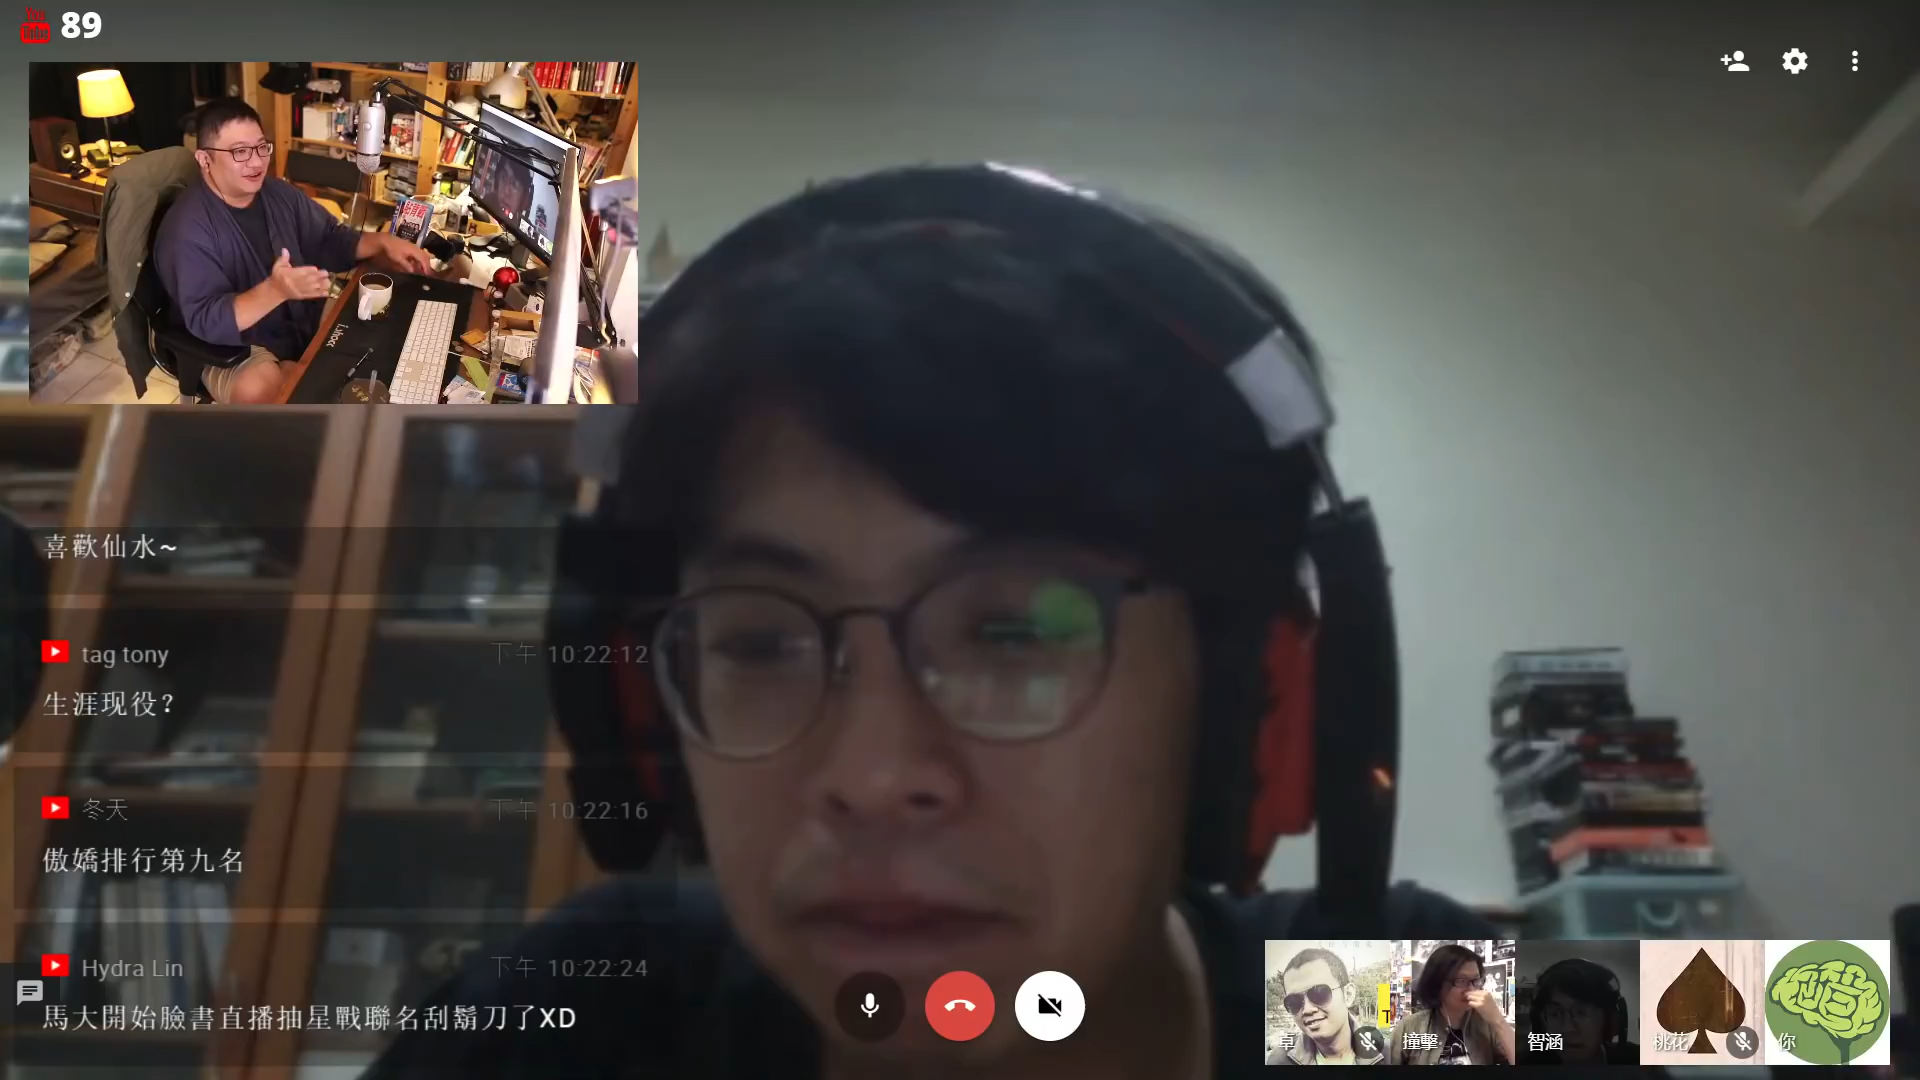 89
喜歡仙水~
tag tony 下午 10:22:12
生涯现役?
冬天 下午 10:22:16
傲嬌排行第九名
Hydra Lin 下午 10:22:24
馬大開始臉書直播抽星戰聯名刮鬍刀了XD
卓
撞擊
智涵
桃花
你